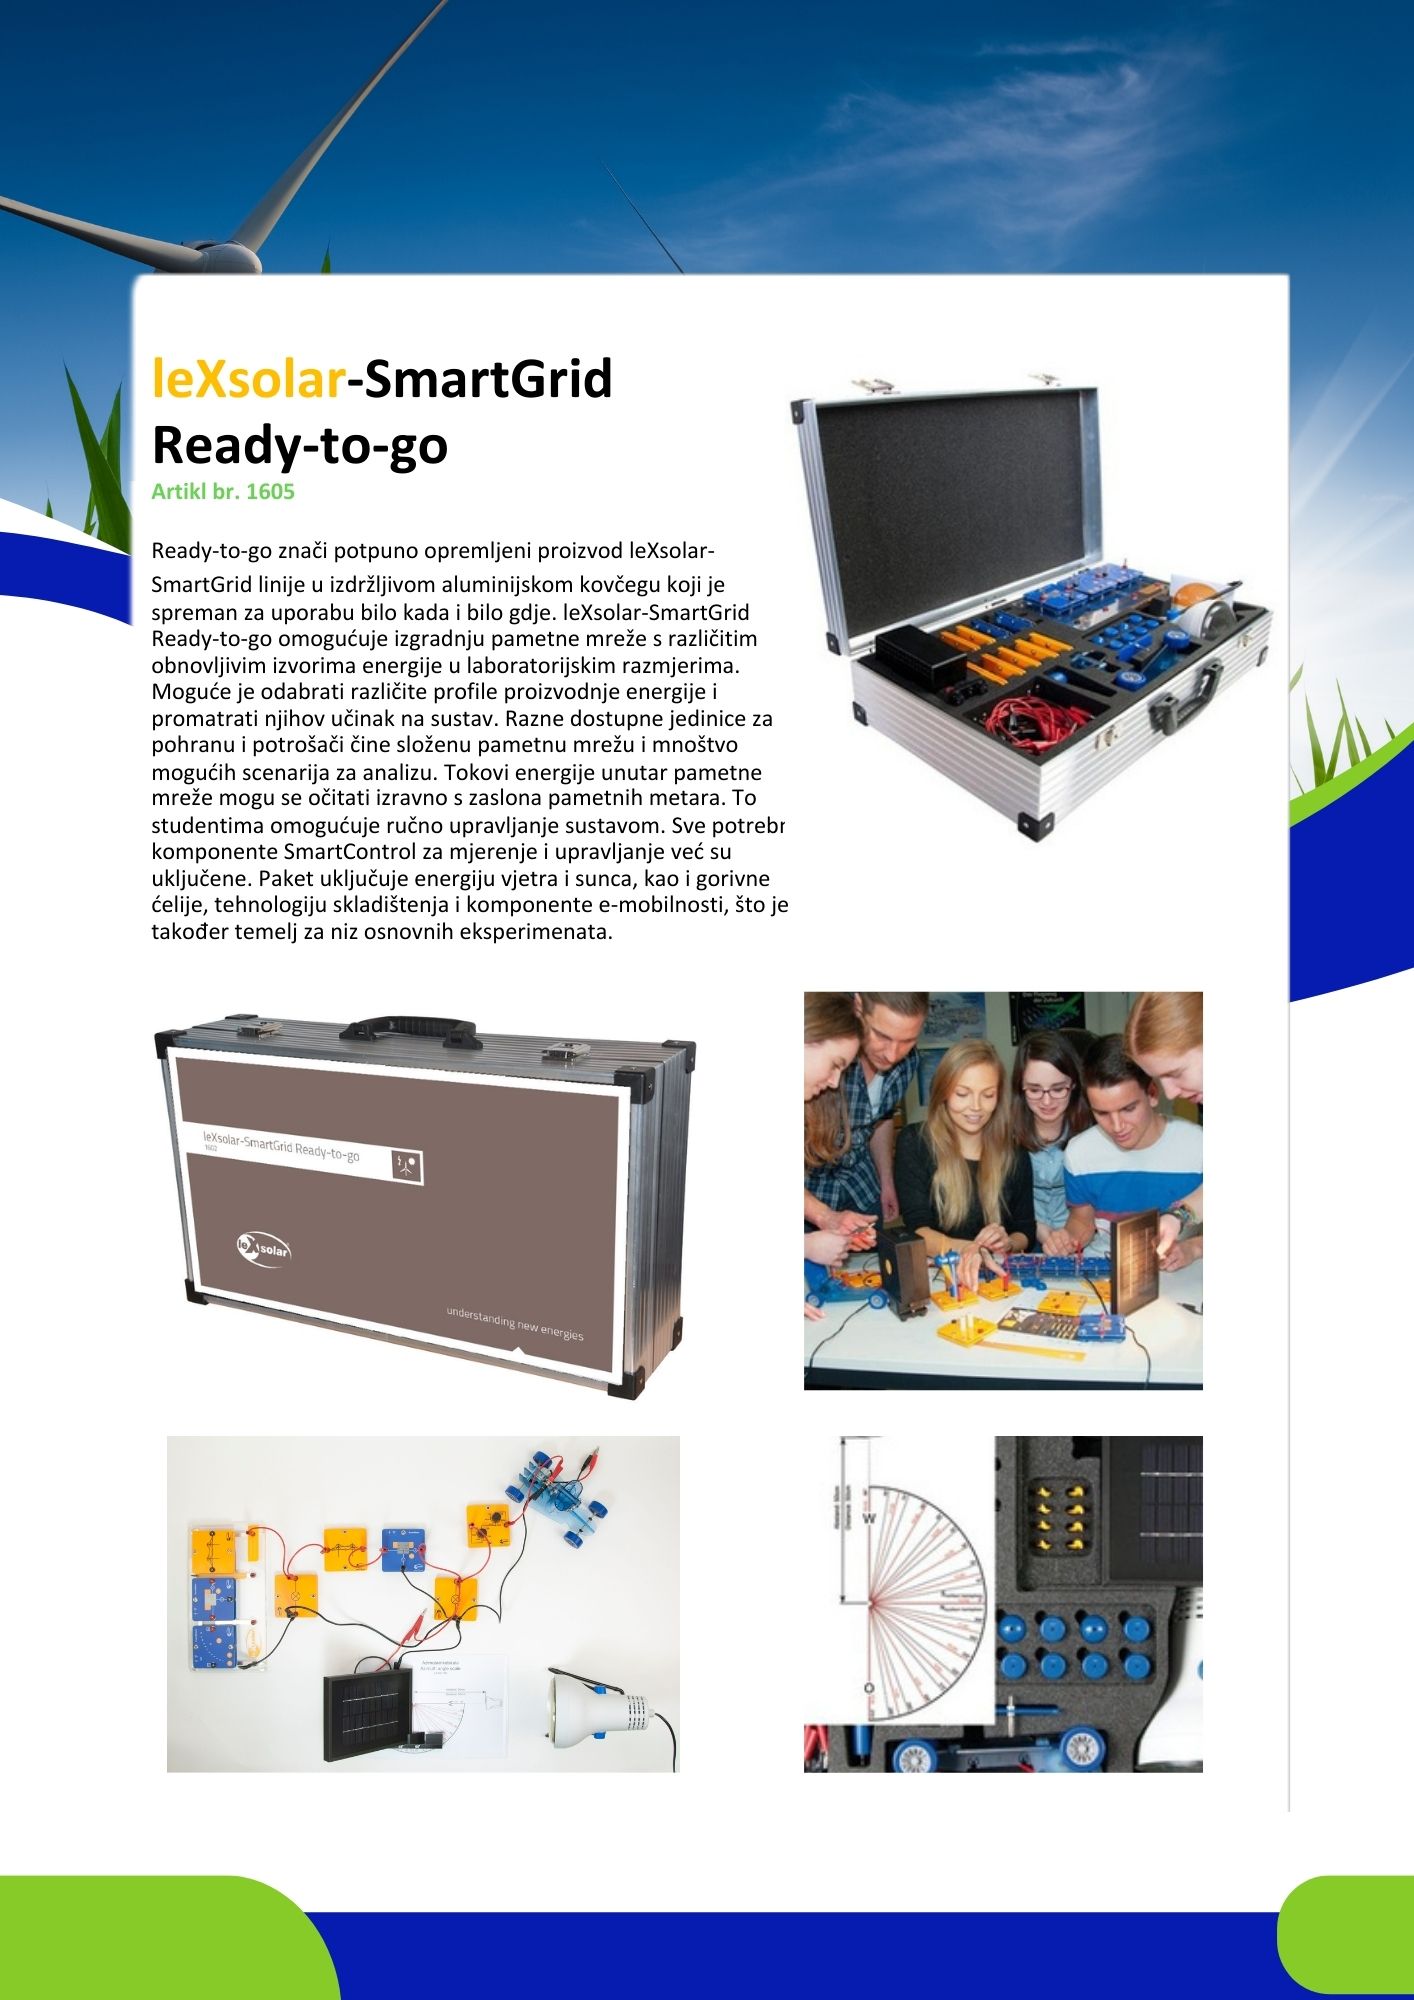 leXsolar-SmartGrid
Ready-to-go
Artikl br. 1605
Ready-to-go znači potpuno opremljeni proizvod leXsolar-
SmartGrid linije u izdržljivom aluminijskom kovčegu koji je
spreman za uporabu bilo kada i bilo gdje. leXsolar-SmartGrid
Ready-to-go omogućuje izgradnju pametne mreže s različitim
obnovljivim izvorima energije u laboratorijskim razmjerima.
Moguće je odabrati različite profile proizvodnje energije i
promatrati njihov učinak na sustav. Razne dostupne jedinice za
pohranu i potrošači čine složenu pametnu mrežu i mnoštvo
mogućih scenarija za analizu. Tokovi energije unutar pametne
mreže mogu se očitati izravno s zaslona pametnih metara. To
studentima omogućuje ručno upravljanje sustavom. Sve potrebn
komponente SmartControl za mjerenje i upravljanje već su
uključene. Paket uključuje energiju vjetra i sunca, kao i gorivne
ćelije, tehnologiju skladištenja i komponente e-mobilnosti, što je
također temelj za niz osnovnih eksperimenata.
leXsolar-SmartGrid Ready-to-go
1602
leXsolar
understanding new energies
W
O